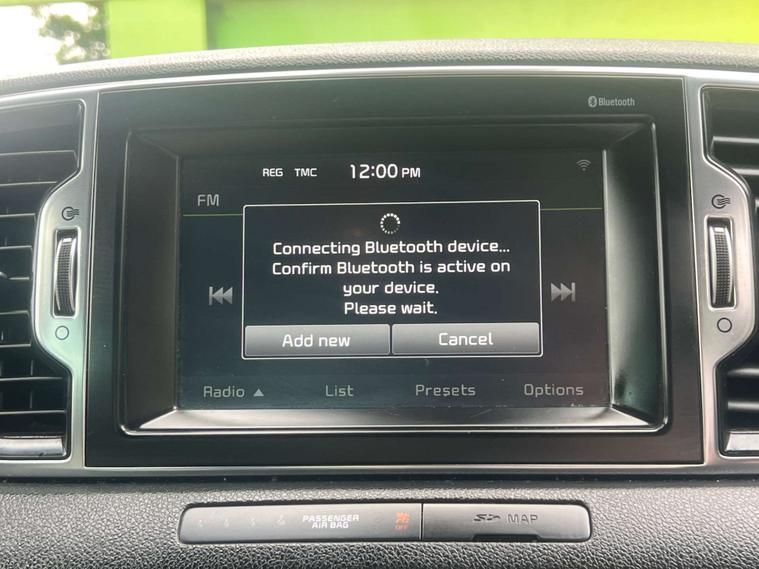 Bluetooth
REG TMC 12:00 PM
FM
Connecting Bluetooth device...
Confirm Bluetooth is active on
your device.
Please wait.
Add new Cancel
Radio ▲ List Presets Options
PASSENGER
AIR BAG
OFF
SD MAP